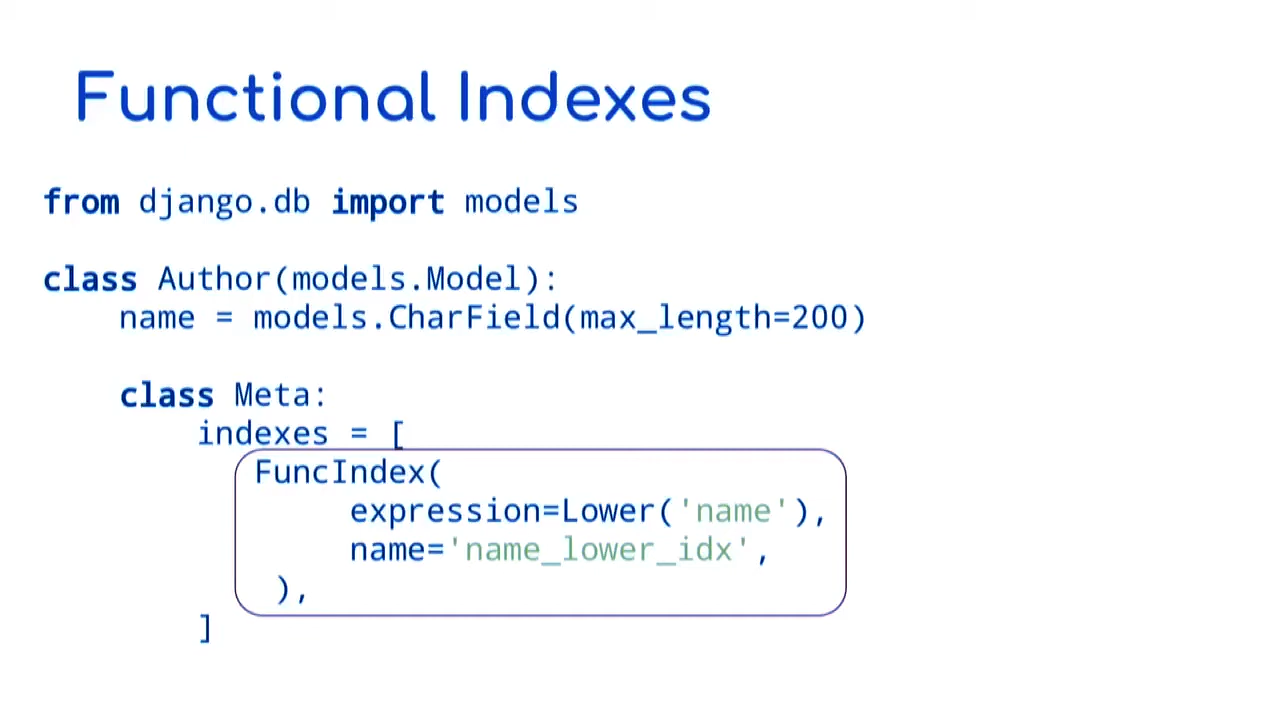 Functional Indexes
from django.db import models
class Author(models.Model):
    name = models.CharField(max_length=200)
    class Meta:
        indexes = [
           FuncIndex(
                expression=Lower('name'),
                name='name_lower_idx',
            ),
        ]